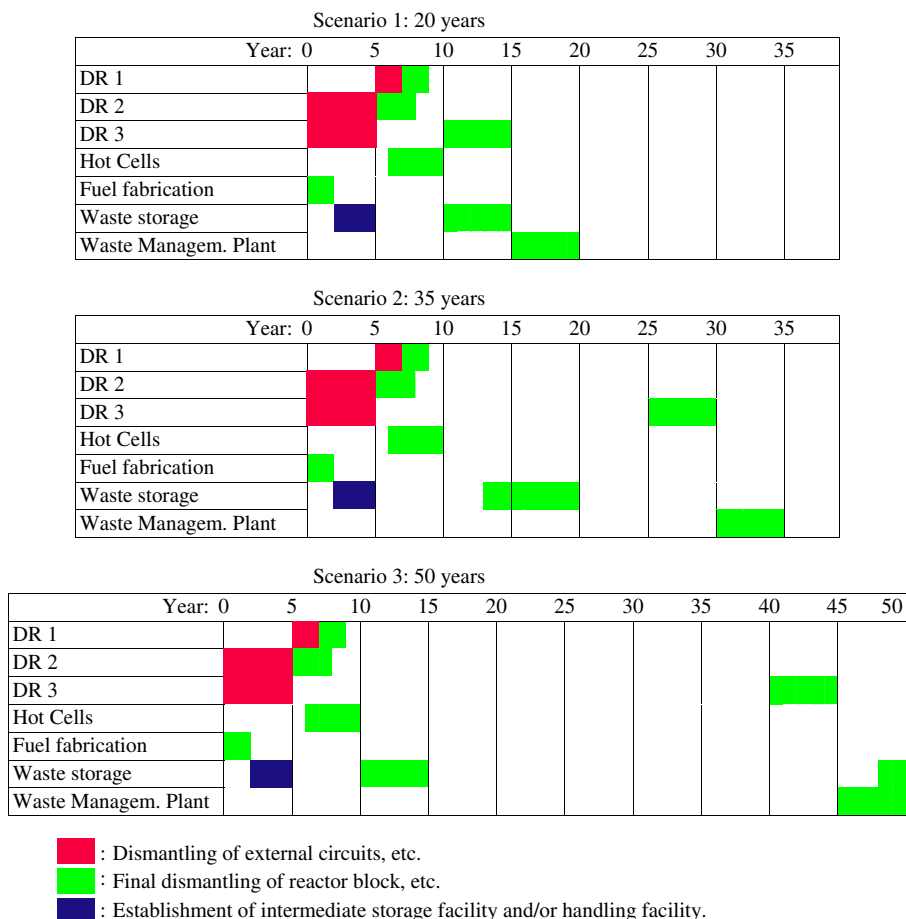 Scenario 1: 20 years
Year: 0 5 10 15 20 25 30 35
DR 1
DR 2
DR 3
Hot Cells
Fuel fabrication
Waste storage
Waste Managem. Plant
Scenario 2: 35 years
Year: 0 5 10 15 20 25 30 35
DR 1
DR 2
DR 3
Hot Cells
Fuel fabrication
Waste storage
Waste Managem. Plant
Scenario 3: 50 years
Year: 0 5 10 15 20 25 30 35 40 45 50
DR 1
DR 2
DR 3
Hot Cells
Fuel fabrication
Waste storage
Waste Managem. Plant
: Dismantling of external circuits, etc.
: Final dismantling of reactor block, etc.
: Establishment of intermediate storage facility and/or handling facility.